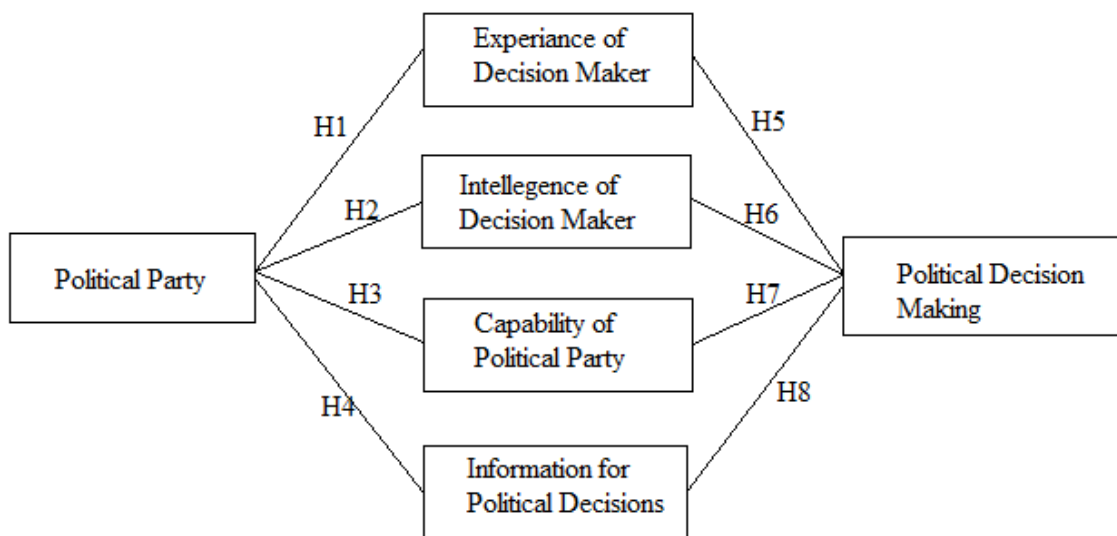 Experiance of
Decision Maker
H1
H5
Intellegence of
Decision Maker
H2
H6
Political Party
Political Decision
Making
H3
H7
Capability of
Political Party
H4
H8
Information for
Political Decisions